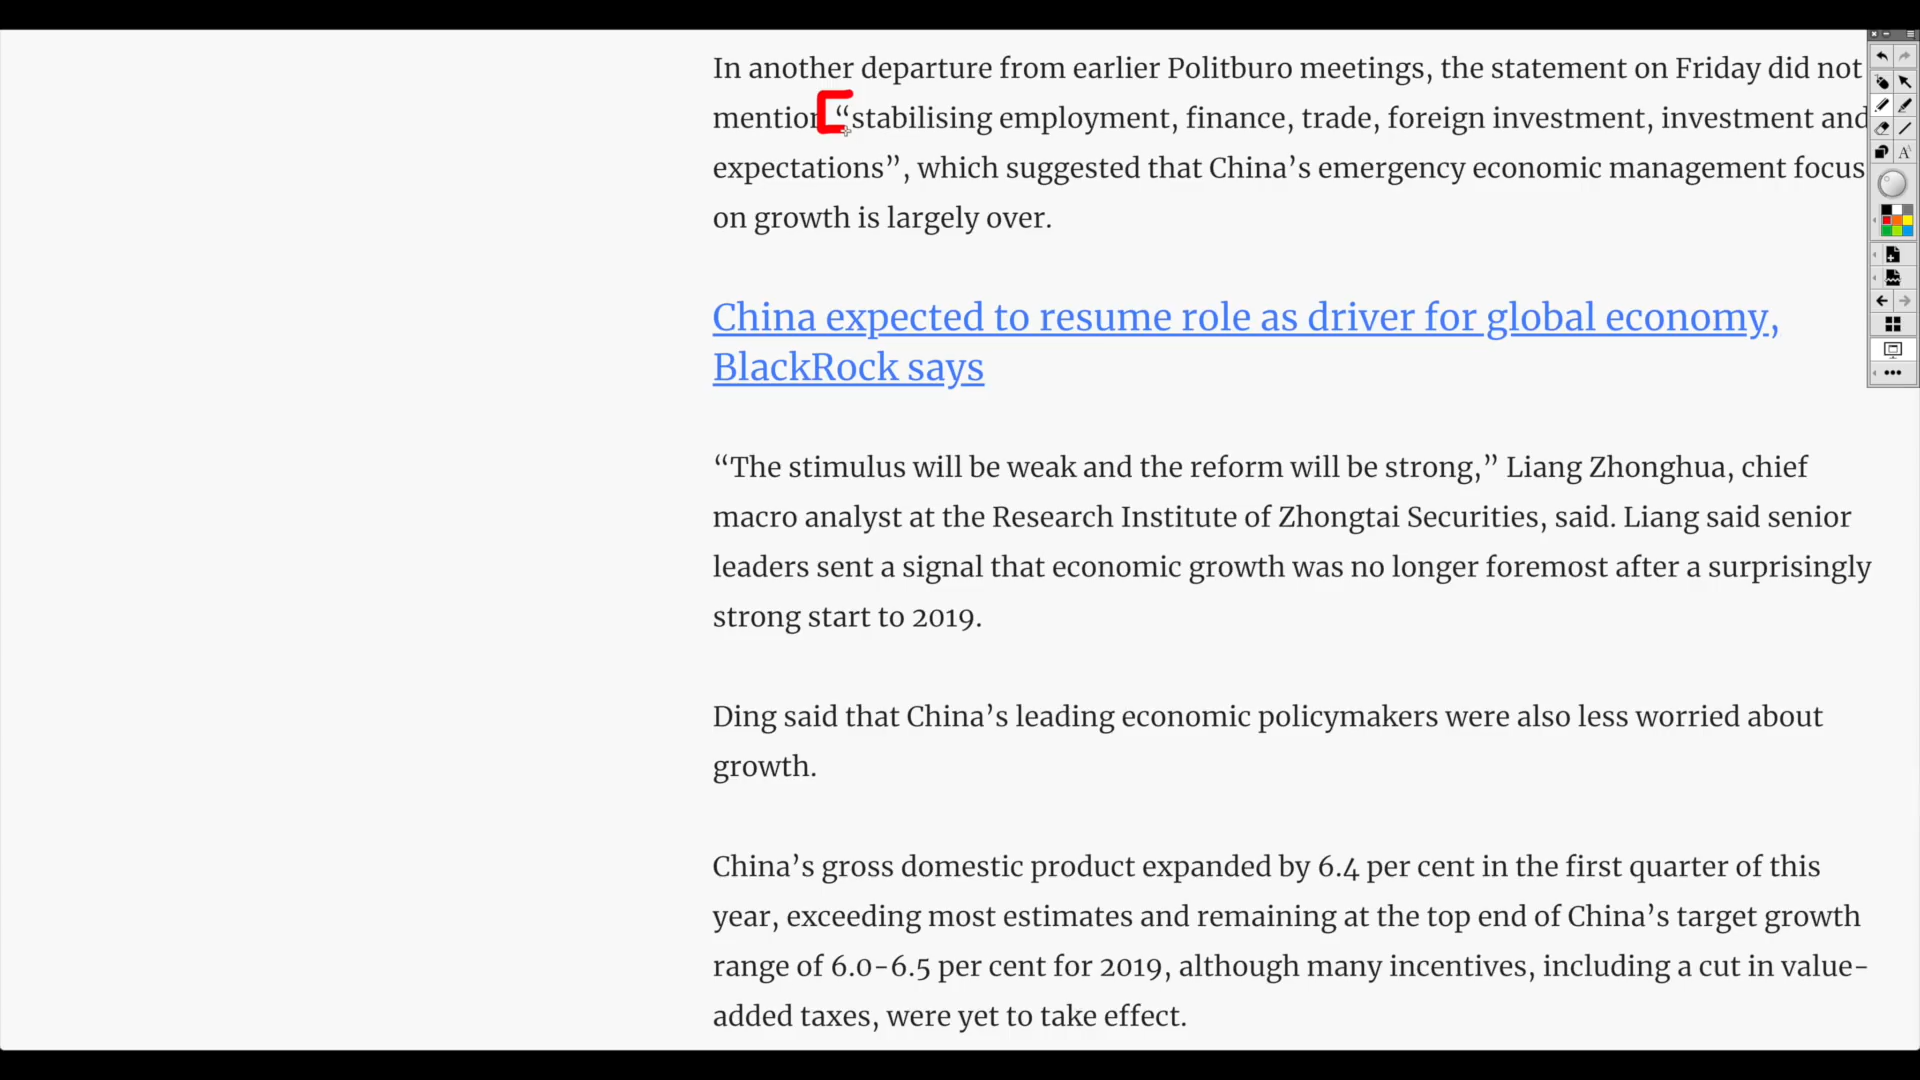 In another departure from earlier Politburo meetings, the statement on Friday did not
mention “stabilising employment, finance, trade, foreign investment, investment and
expectations”, which suggested that China’s emergency economic management focus
on growth is largely over.
China expected to resume role as driver for global economy,
BlackRock says
“The stimulus will be weak and the reform will be strong,” Liang Zhonghua, chief
macro analyst at the Research Institute of Zhongtai Securities, said. Liang said senior
leaders sent a signal that economic growth was no longer foremost after a surprisingly
strong start to 2019.
Ding said that China’s leading economic policymakers were also less worried about
growth.
China’s gross domestic product expanded by 6.4 per cent in the first quarter of this
year, exceeding most estimates and remaining at the top end of China’s target growth
range of 6.0-6.5 per cent for 2019, although many incentives, including a cut in value-
added taxes, were yet to take effect.